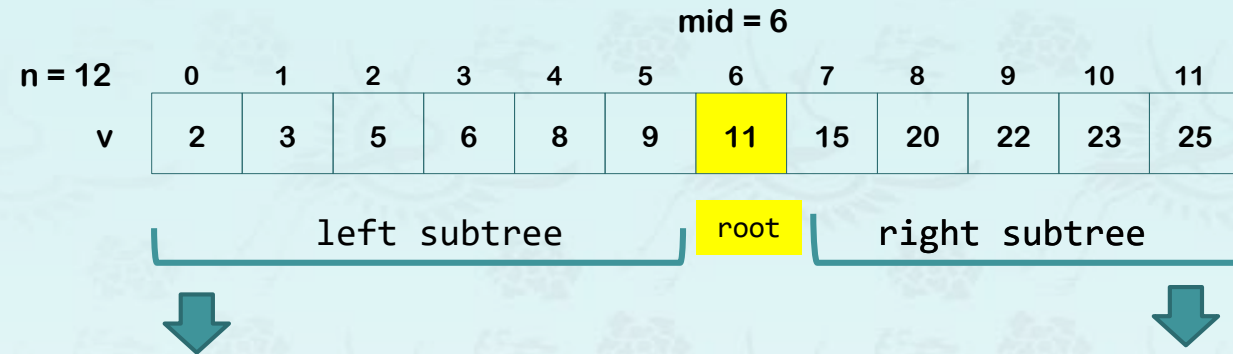 mid = 6
n = 12 0 1 2 3 4 5 6 7 8 9 10 11
v 2 3 5 6 8 9 11 15 20 22 23 25
left subtree root right subtree